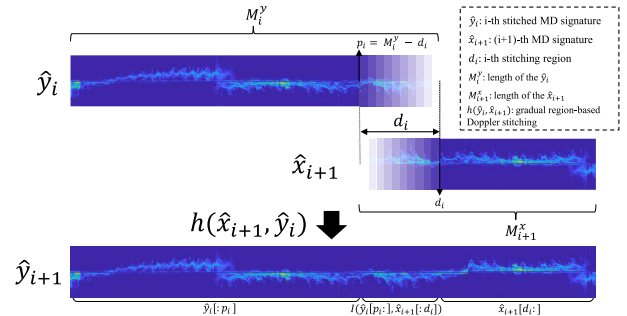 M_i^y
p_i = M_i^y − d_i
ŷ_i
d_i
x̂_{i+1}
d_i
h(x̂_{i+1}, ŷ_i)
M_{i+1}^x
ŷ_{i+1}
ŷ_i[: p_i]
I(ŷ_i[p_i:], x̂_{i+1}[: d_i])
x̂_{i+1}[d_i:]
ŷ_i: i-th stitched MD signature
x̂_{i+1}: (i+1)-th MD signature
d_i: i-th stitching region
M_i^y: length of the ŷ_i
M_{i+1}^x: length of the x̂_{i+1}
h(ŷ_i, x̂_{i+1}): gradual region-based
Doppler stitching